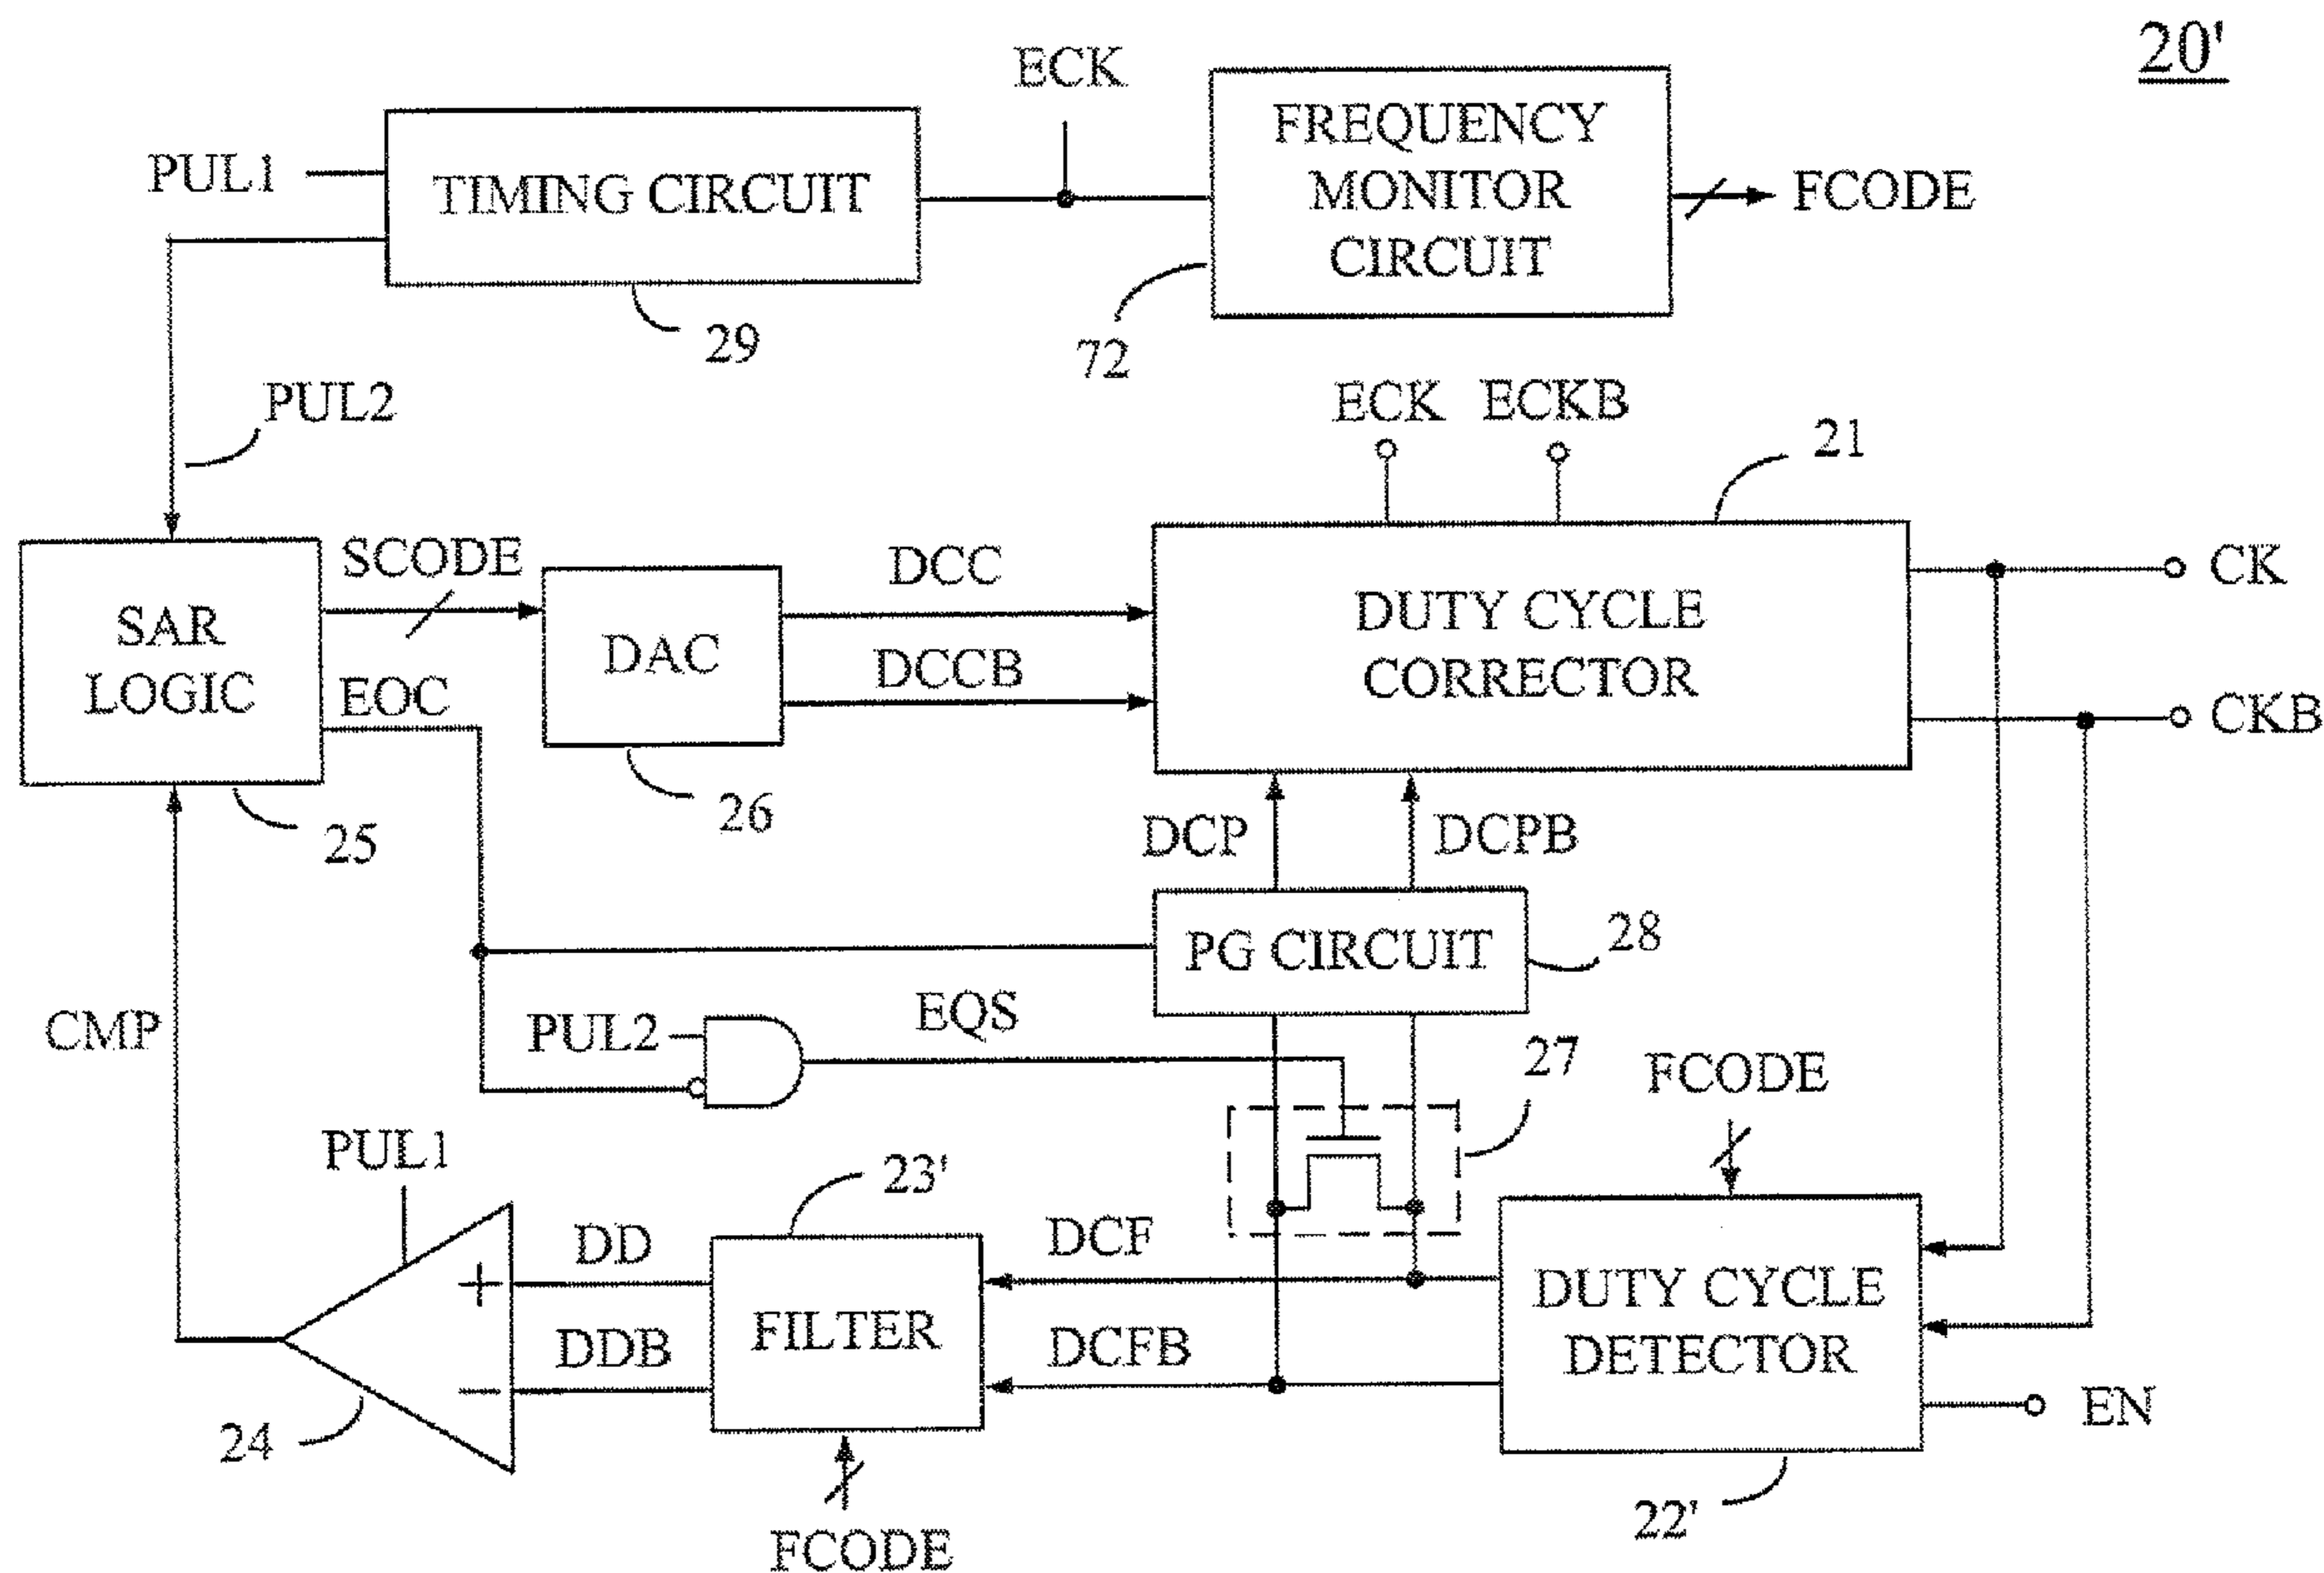 20'
ECK
PUL1
TIMING CIRCUIT
FREQUENCY
MONITOR
CIRCUIT
FCODE
29
72
PUL2
ECK
ECKB
21
SAR
LOGIC
SCODE
EOC
DAC
DCC
DCCB
DUTY CYCLE
CORRECTOR
CK
CKB
25
26
DCP
DCPB
PG CIRCUIT
28
CMP
PUL2
EQS
27
FCODE
PUL1
23'
DD
DDB
FILTER
DCF
DCFB
DUTY CYCLE
DETECTOR
EN
24
FCODE
22'